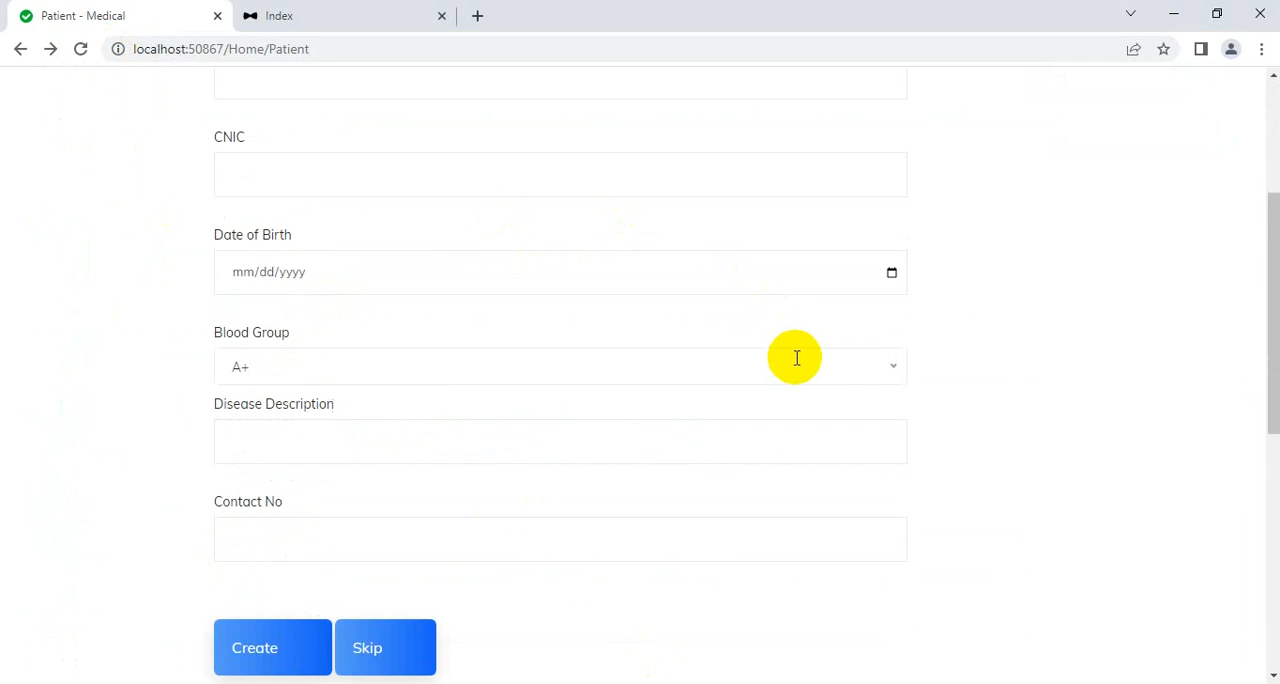 Patient - Medical
Index
localhost:50867/Home/Patient
CNIC
Date of Birth
mm/dd/yyyy
Blood Group
A+
Disease Description
Contact No
Create
Skip